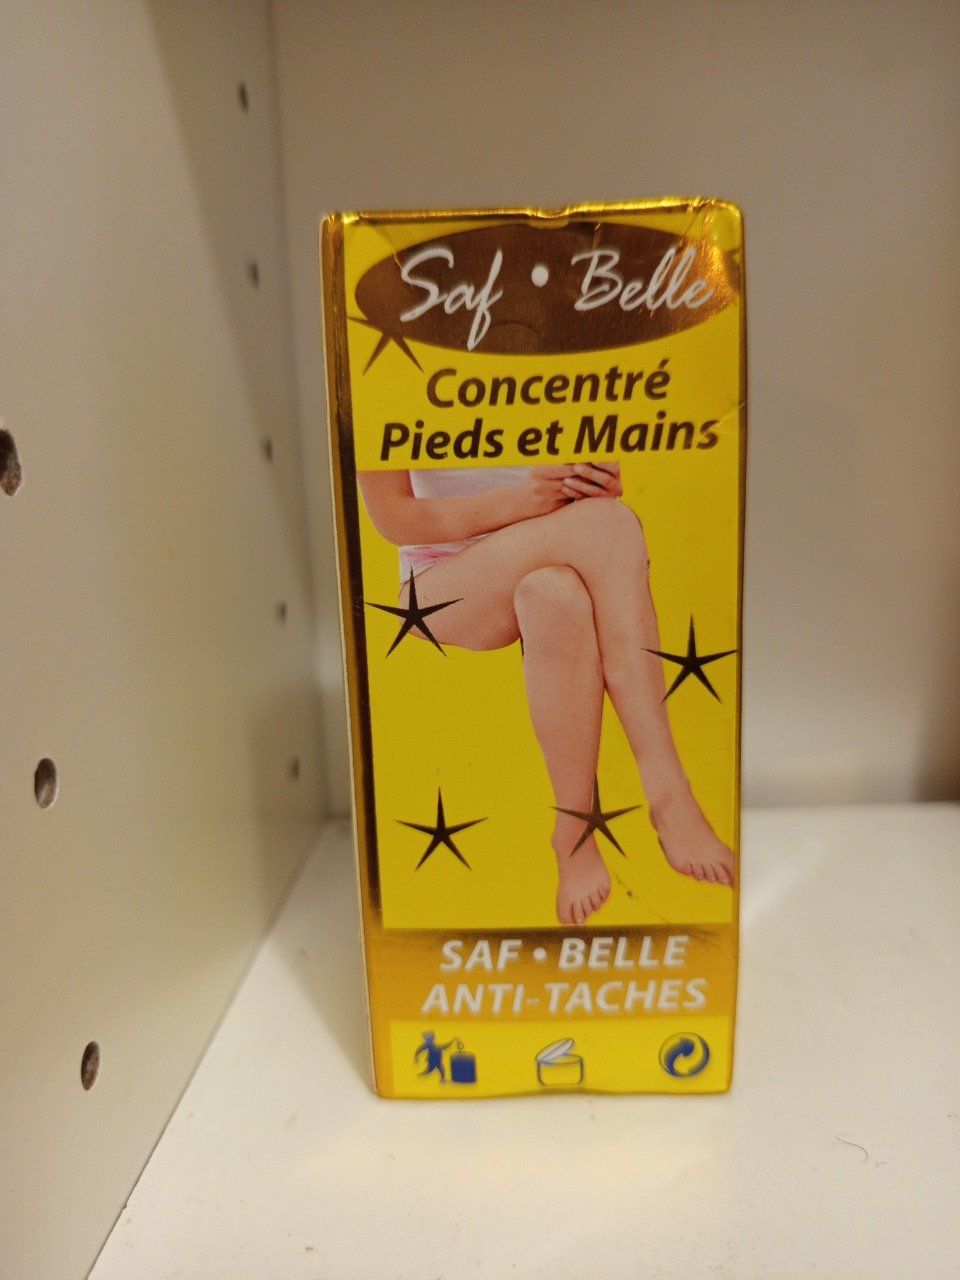 Saf • Belle
Concentré
Pieds et Mains
SAF • BELLE
ANTI-TACHES